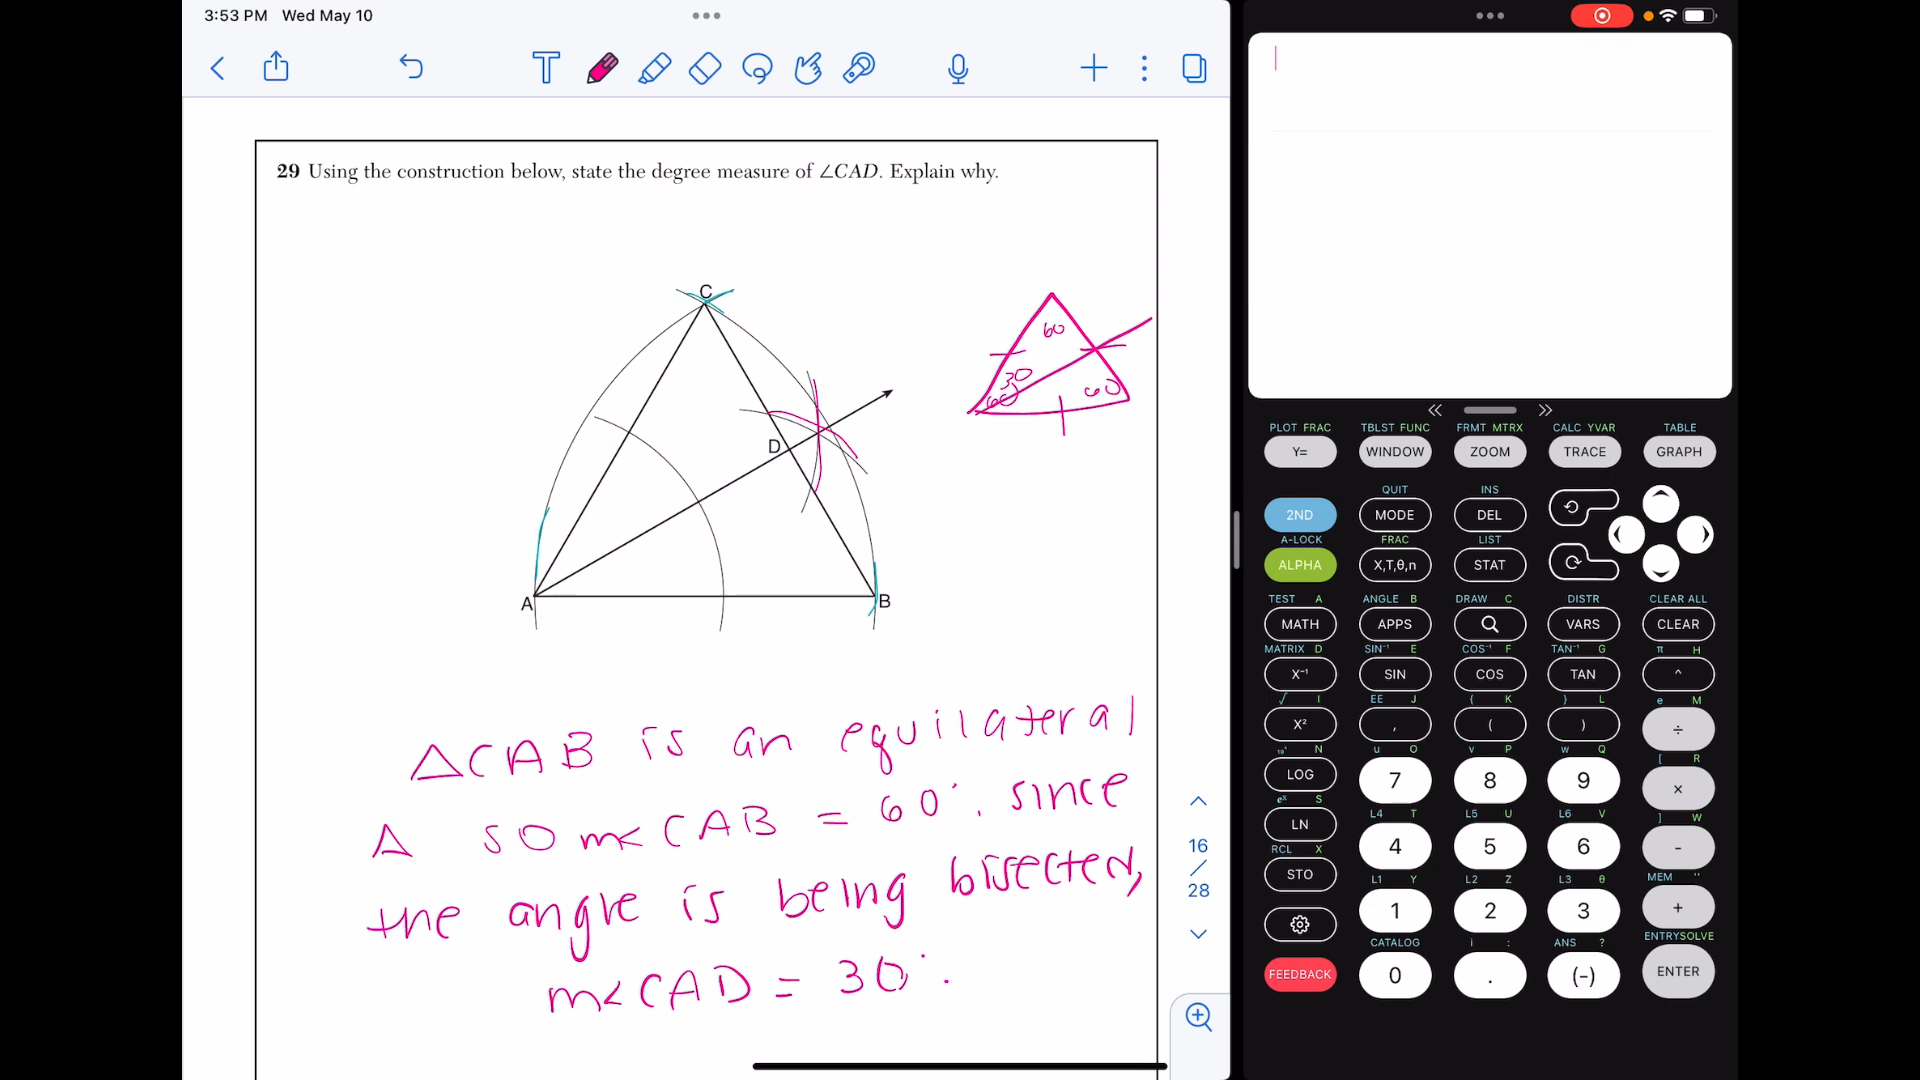 3:53 PM Wed May 10
29 Using the construction below, state the degree measure of ∠CAD. Explain why.
C
D
A
B
60
30
60
60
△CAB is an equilateral
△ so m<CAB = 60°. since
the angle is being bisected,
m<CAD = 30°.
16
28
PLOT FRAC TBLST FUNC FRMT MTRX CALC YVAR TABLE
Y= WINDOW ZOOM TRACE GRAPH
QUIT INS
2ND MODE DEL
A-LOCK FRAC LIST
ALPHA X,T,θ,n STAT
TEST A ANGLE B DRAW C DISTR CLEAR ALL
MATH APPS VARS CLEAR
MATRIX D SIN⁻¹ E COS⁻¹ F TAN⁻¹ G π H
X⁻¹ SIN COS TAN ^
√ I EE J { K } L e M
X² , ( ) ÷
10ˣ N u O v P w Q [ R
LOG 7 8 9 ×
eˣ S L4 T L5 U L6 V ] W
LN 4 5 6 -
RCL X L1 Y L2 Z L3 θ MEM "
STO 1 2 3 +
CATALOG i : ANS ? ENTRY SOLVE
FEEDBACK 0 . (-) ENTER